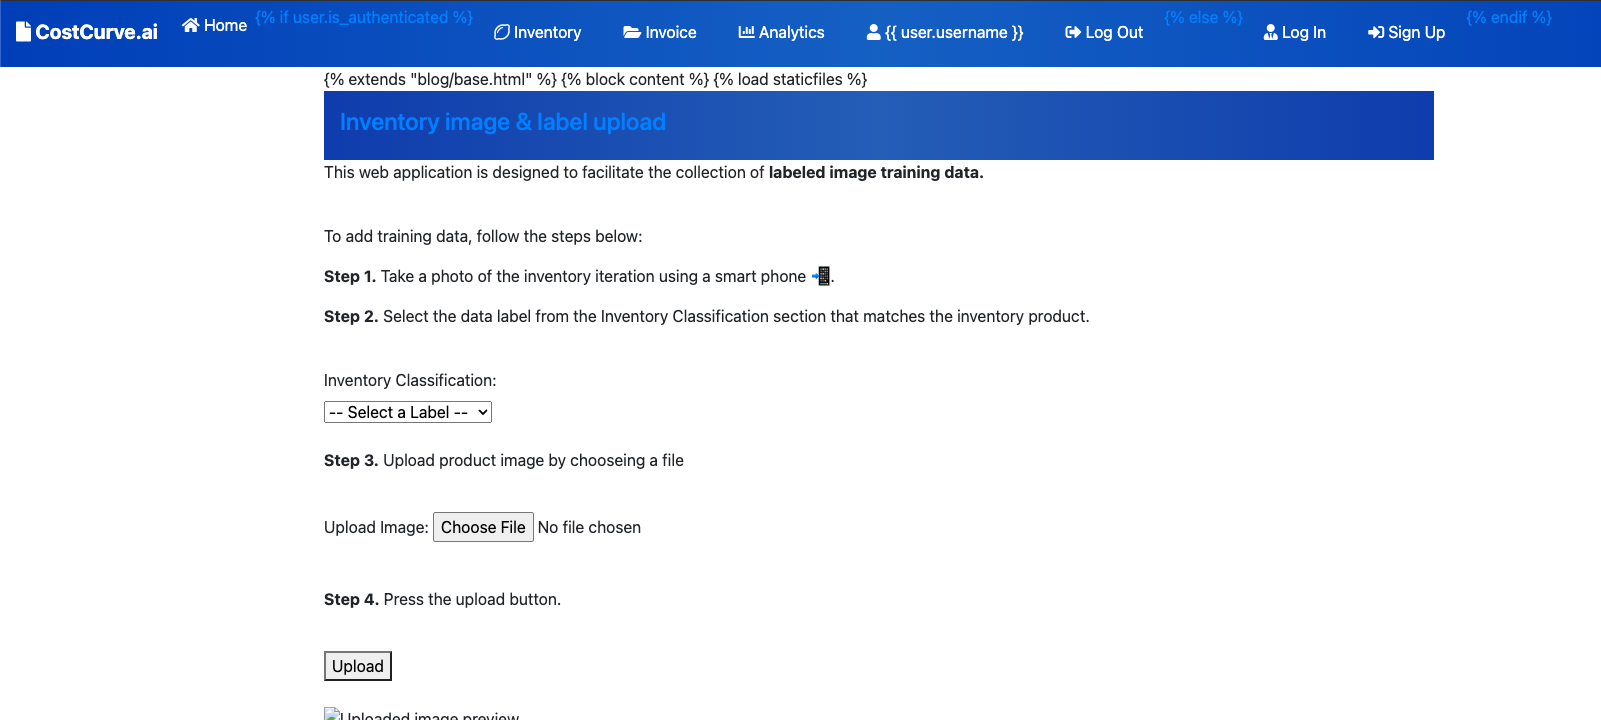 CostCurve.ai Home {% if user.is_authenticated %} Inventory Invoice Analytics {{ user.username }} Log Out {% else %} Log In Sign Up {% endif %}
{% extends "blog/base.html" %} {% block content %} {% load staticfiles %}
Inventory image & label upload
This web application is designed to facilitate the collection of labeled image training data.
To add training data, follow the steps below:
Step 1. Take a photo of the inventory iteration using a smart phone 📲.
Step 2. Select the data label from the Inventory Classification section that matches the inventory product.
Inventory Classification:
-- Select a Label --
Step 3. Upload product image by chooseing a file
Upload Image: Choose File No file chosen
Step 4. Press the upload button.
Upload
Uploaded image preview